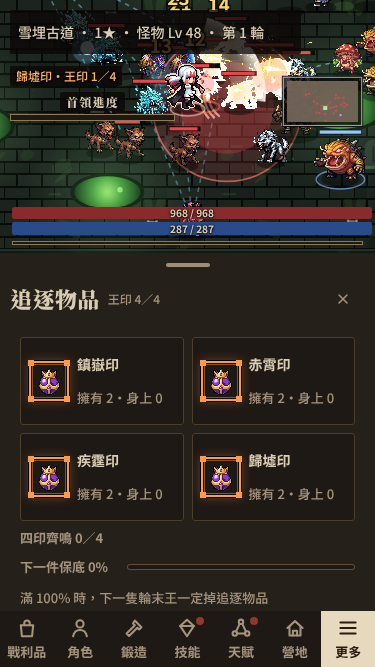 雪埋古道・1★・怪物 Lv 48・第 1 輪
歸墟印・王印 1／4
首領進度
968 / 968
287 / 287
追逐物品 王印 4／4
×
鎮嶽印
擁有 2・身上 0
赤霄印
擁有 2・身上 0
疾霆印
擁有 2・身上 0
歸墟印
擁有 2・身上 0
四印齊鳴 0／4
下一件保底 0%
滿 100% 時，下一隻輪末王一定掉追逐物品
戰利品 角色 鍛造 技能 天賦 營地 更多